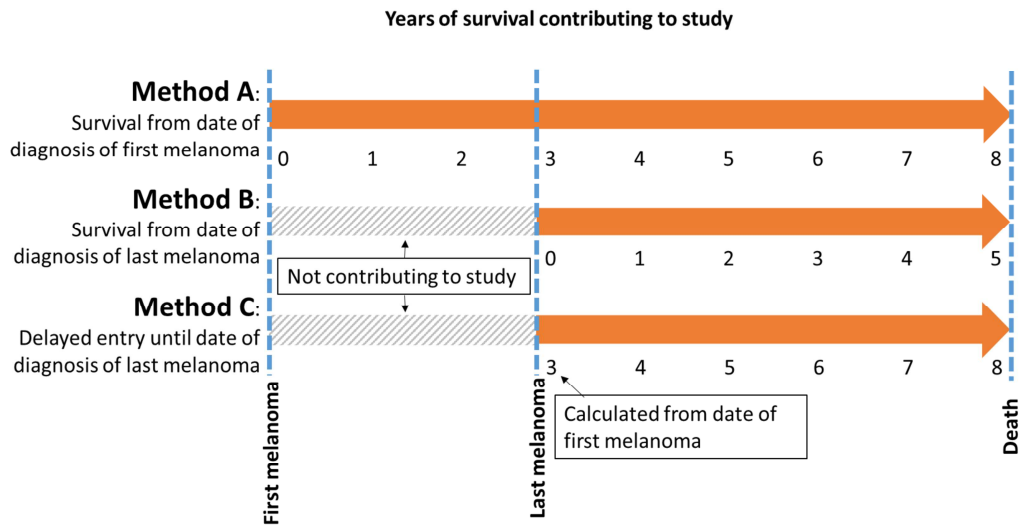 Years of survival contributing to study
Method A:
Survival from date of
diagnosis of first melanoma
0 1 2 3 4 5 6 7 8
Method B:
Survival from date of
diagnosis of last melanoma
0 1 2 3 4 5
Not contributing to study
Method C:
Delayed entry until date of
diagnosis of last melanoma
3 4 5 6 7 8
Calculated from date of
first melanoma
First melanoma
Last melanoma
Death